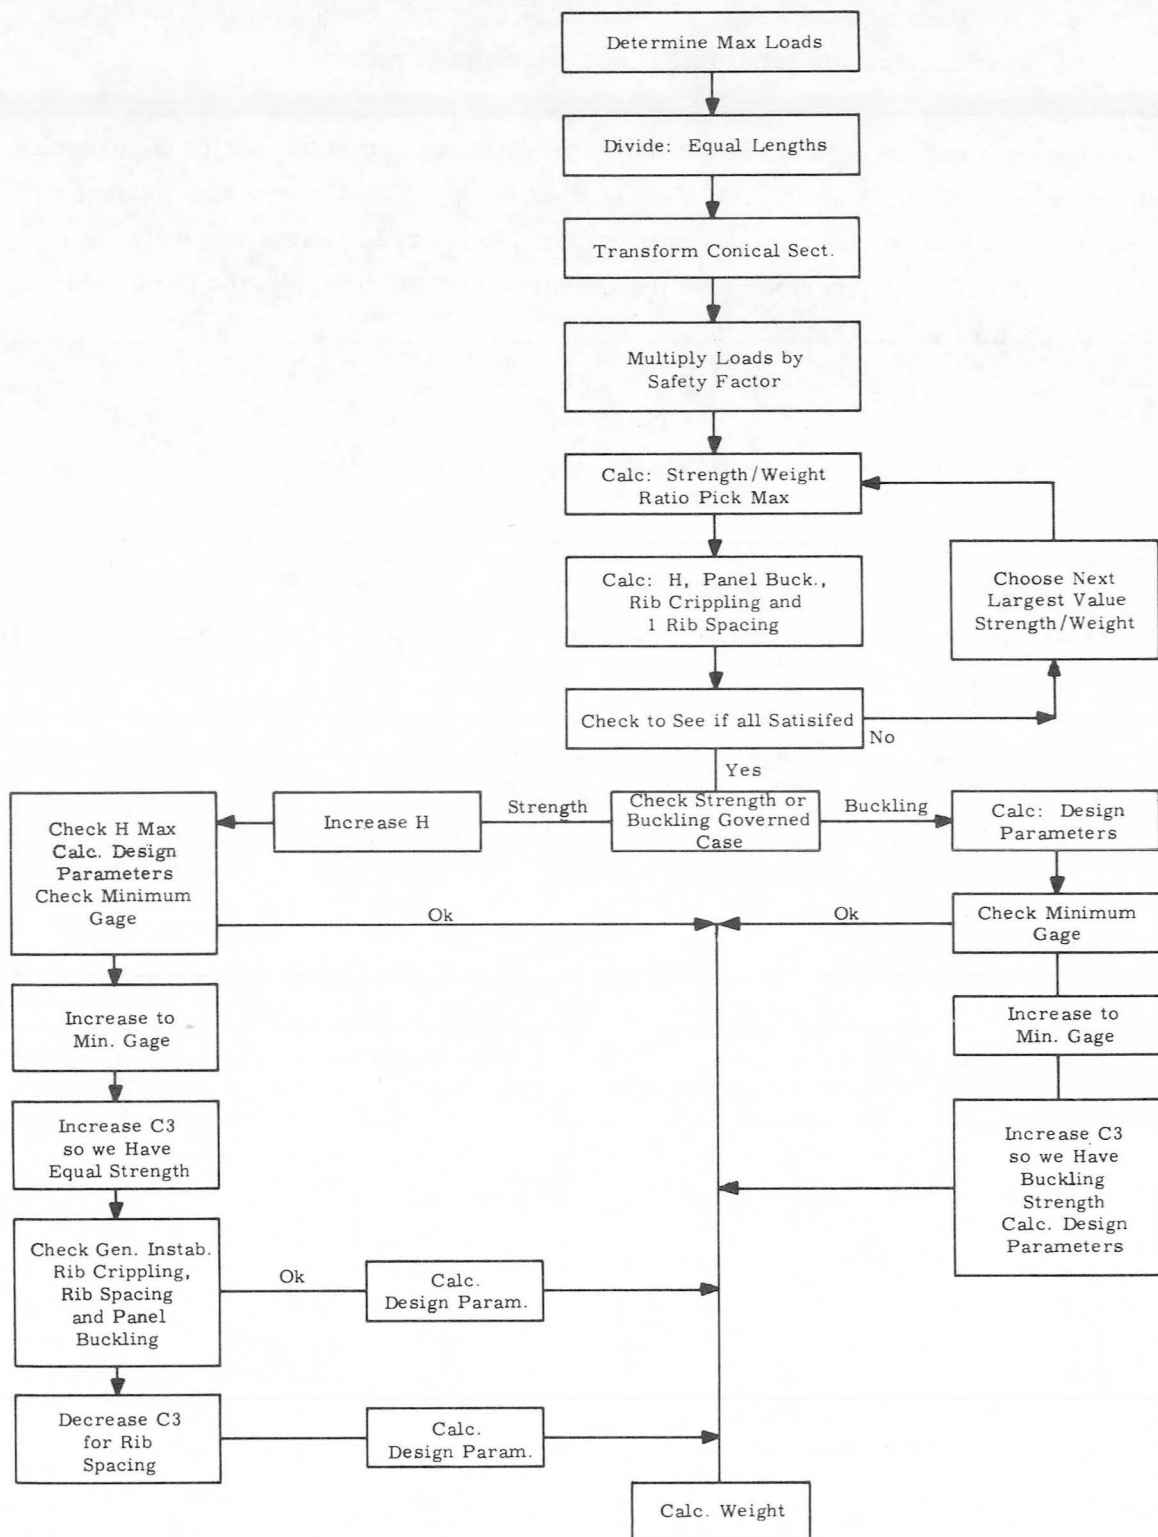 Determine Max Loads
Divide: Equal Lengths
Transform Conical Sect.
Multiply Loads by
Safety Factor
Calc: Strength/Weight
Ratio Pick Max
Calc: H, Panel Buck.,
Rib Crippling and
1 Rib Spacing
Choose Next
Largest Value
Strength/Weight
Check to See if all Satisifed
No
Yes
Check H Max
Calc. Design
Parameters
Check Minimum
Gage
Increase H
Strength
Check Strength or
Buckling Governed
Case
Buckling
Calc: Design
Parameters
Ok
Ok
Check Minimum
Gage
Increase to
Min. Gage
Increase to
Min. Gage
Increase C3
so we Have
Equal Strength
Increase C3
so we Have
Buckling
Strength
Calc. Design
Parameters
Check Gen. Instab.
Rib Crippling,
Rib Spacing
and Panel
Buckling
Ok
Calc.
Design Param.
Decrease C3
for Rib
Spacing
Calc.
Design Param.
Calc. Weight